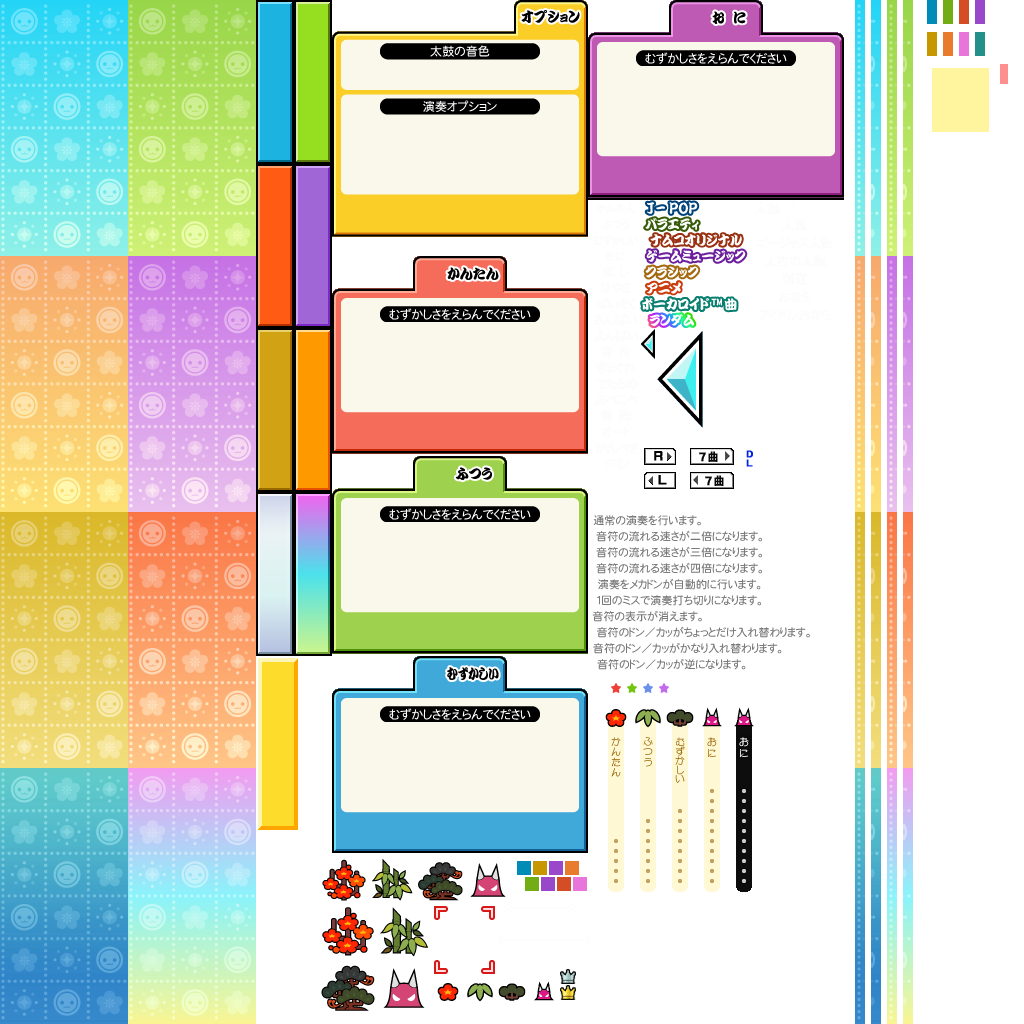 オプション
太鼓の音色
演奏オプション
おに
むずかしさをえらんでください
J-POP
バラエティ
ナムコオリジナル
ゲームミュージック
クラシック
アニメ
ボーカロイド™曲
ランダム
かんたん
むずかしさをえらんでください
ふつう
むずかしさをえらんでください
むずかしい
むずかしさをえらんでください
R
7曲
DL
L
7曲
通常の演奏を行います。
音符の流れる速さが二倍になります。
音符の流れる速さが三倍になります。
音符の流れる速さが四倍になります。
演奏をメカドンが自動的に行います。
1回のミスで演奏打ち切りになります。
音符の表示が消えます。
音符のドン／カッがちょっとだけ入れ替わります。
音符のドン／カッがかなり入れ替わります。
音符のドン／カッが逆になります。
かんたん
ふつう
むずかしい
おに
おに